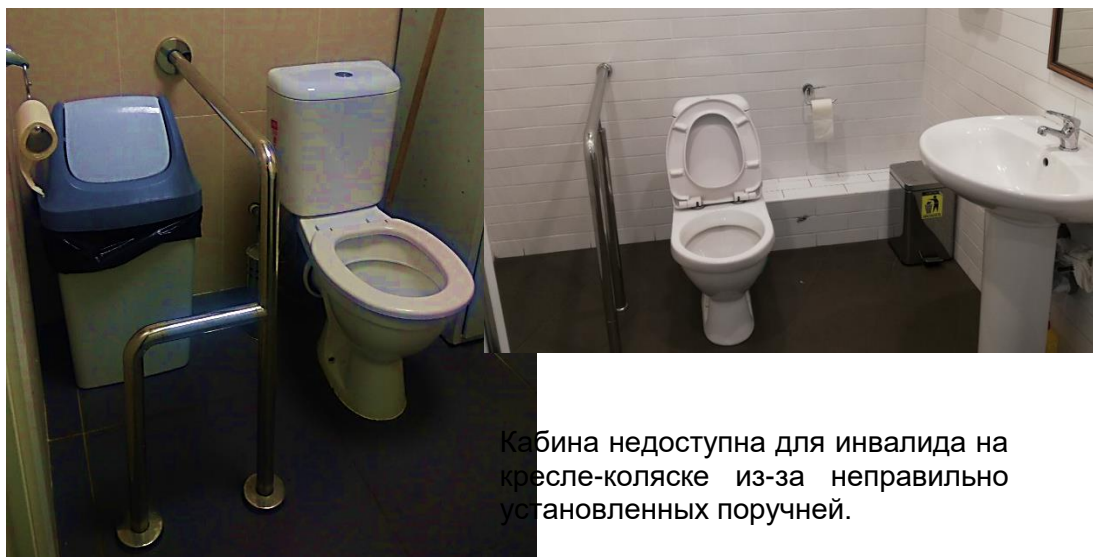 Кабина недоступна для инвалида на
кресле-коляске из-за неправильно
установленных поручней.